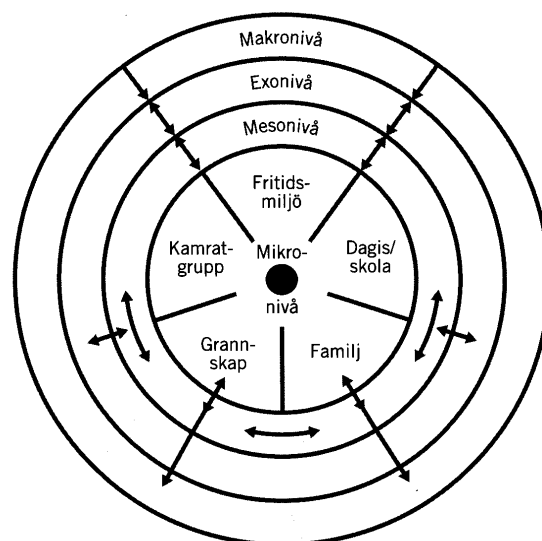 Makronivå
Exonivå
Mesonivå
Fritids-
miljö
Kamrat-
grupp
Mikro-
nivå
Dagis/
skola
Grann-
skap
Familj